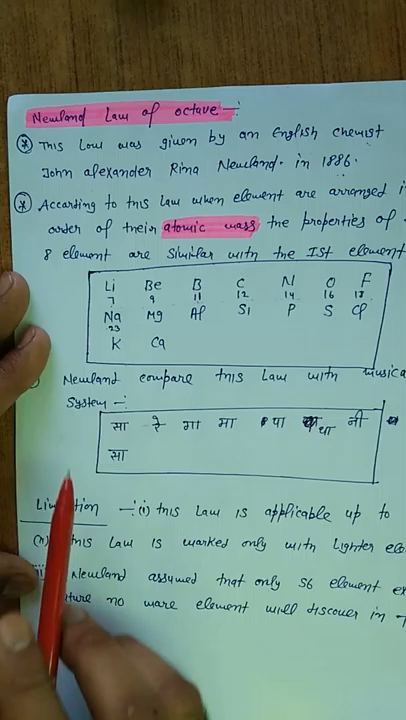 Newland Law of octave -:
This Law was given by an English chemist
John alexander Rina Newland. in 1886.
According to this law when element are arranged i
order of their atomic mass the properties of
8 element are Similar with the Ist element
Li Be B C N O F
7 9 11 12 14 16 18
Na Mg Al Si P S Cl
23
K Ca
Newland compare this Law with musica
System -:
सा रे गा मा पा धा नी
सा
-: (i) this Law is applicable up to
this Law is marked only with Lighter ele
Newland assumed that only 56 element ex
no more element will discover in